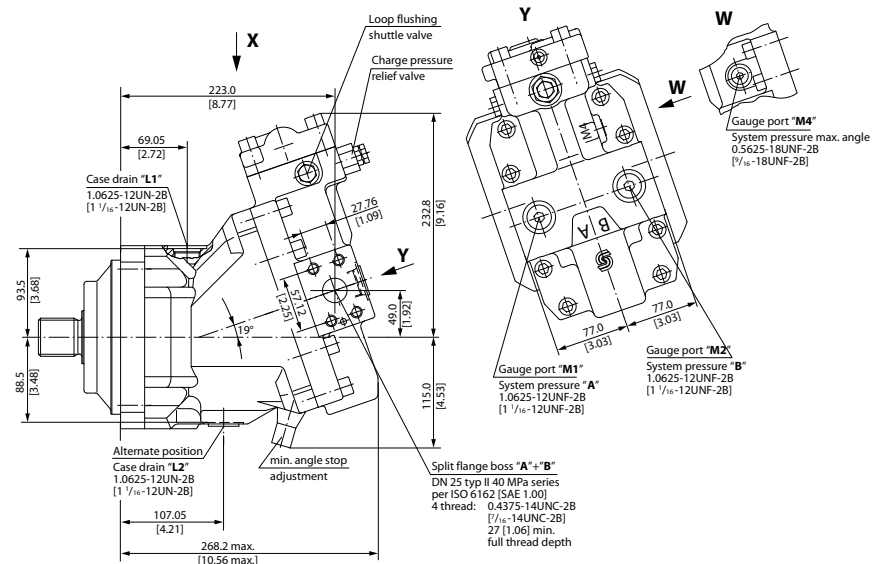 X
Loop flushing
shuttle valve
Charge pressure
relief valve
223.0
[8.77]
69.05
[2.72]
Case drain "L1"
1.0625-12UN-2B
[1 1/16-12UN-2B]
27.76
[1.09]
232.8
[9.16]
Y
57.12
[2.25]
49.0
[1.92]
93.5
[3.68]
19°
88.5
[3.48]
115.0
[4.53]
Alternate position
Case drain "L2"
1.0625-12UN-2B
[1 1/16-12UN-2B]
min. angle stop
adjustment
107.05
[4.21]
268.2 max.
[10.56 max.]
Split flange boss "A"+"B"
DN 25 typ II 40 MPa series
per ISO 6162 [SAE 1.00]
4 thread: 0.4375-14UNC-2B
[7/16-14UNC-2B]
27 [1.06] min.
full thread depth
Y
W
W
M4
B A
S
Gauge port "M4"
System pressure max. angle
0.5625-18UNF-2B
[9/16-18UNF-2B]
77.0
[3.03]
77.0
[3.03]
Gauge port "M1"
System pressure "A"
1.0625-12UNF-2B
[1 1/16-12UNF-2B]
Gauge port "M2"
System pressure "B"
1.0625-12UNF-2B
[1 1/16-12UNF-2B]